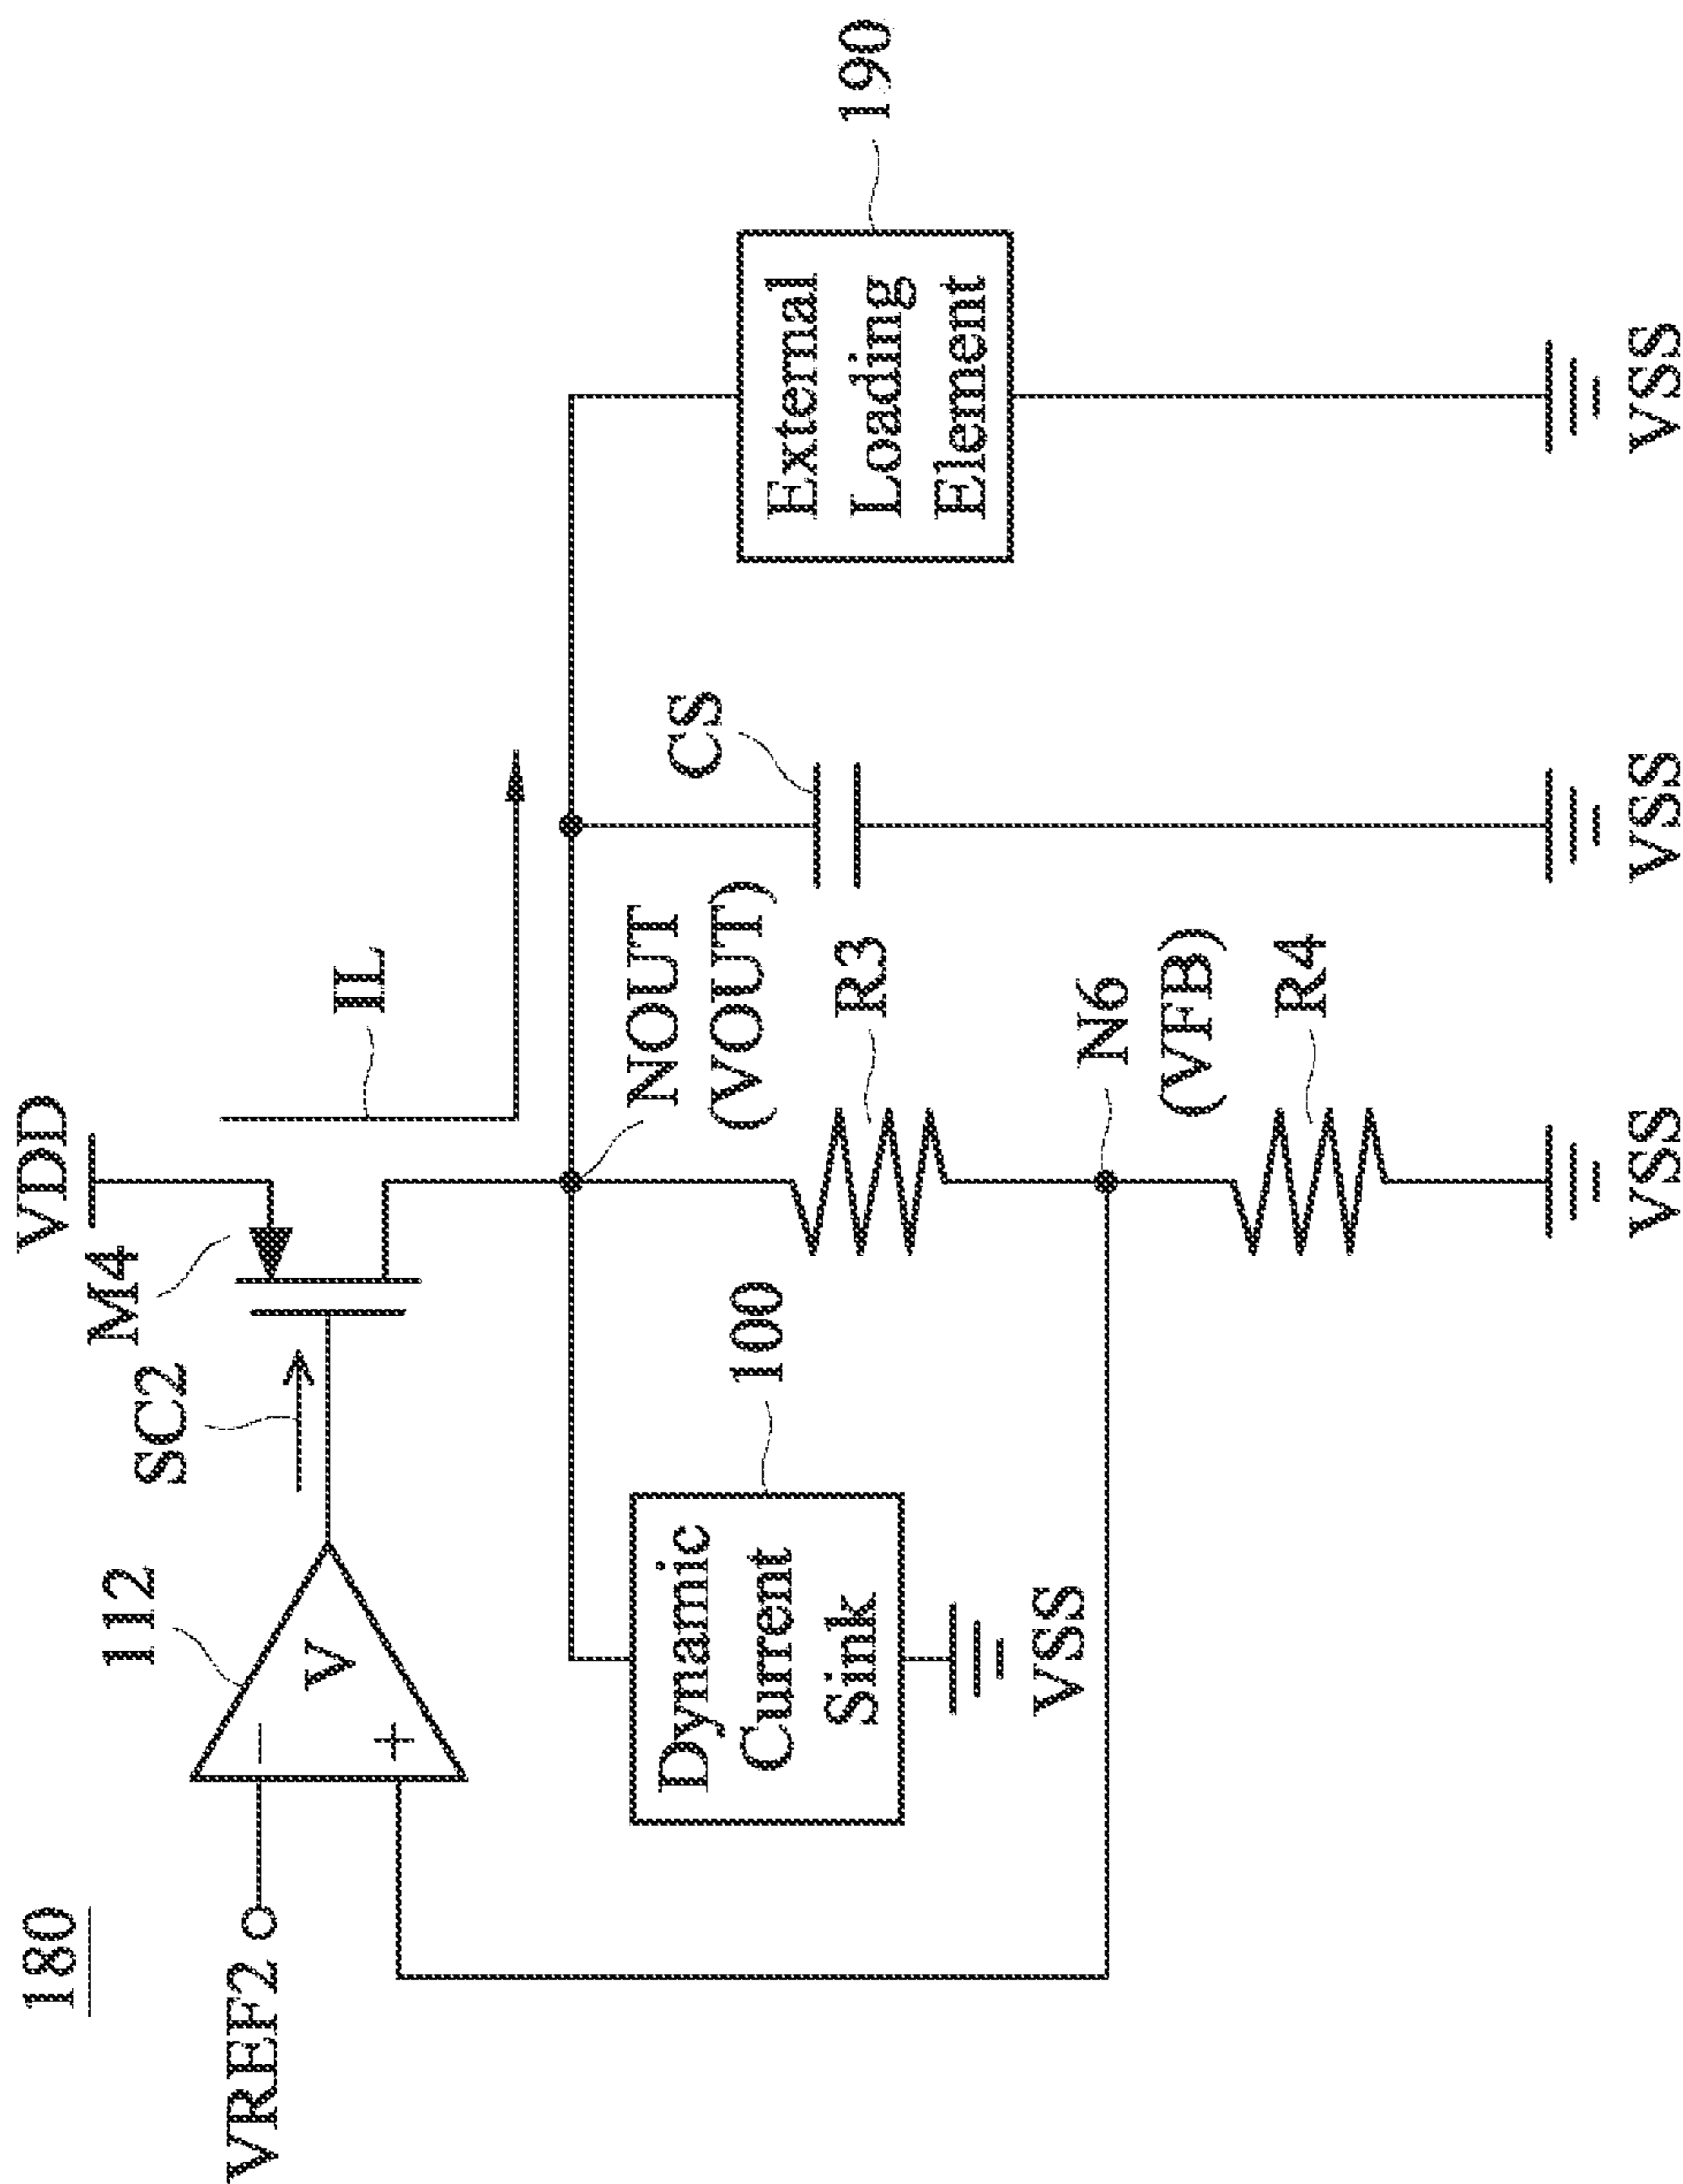 180
VDD
M4
SC2
112
VREF2
−
+
V
IL
NOUT
(VOUT)
CS
190
External
Loading
Element
100
Dynamic
Current
Sink
VSS
R3
N6
(VFB)
R4
VSS
VSS
VSS